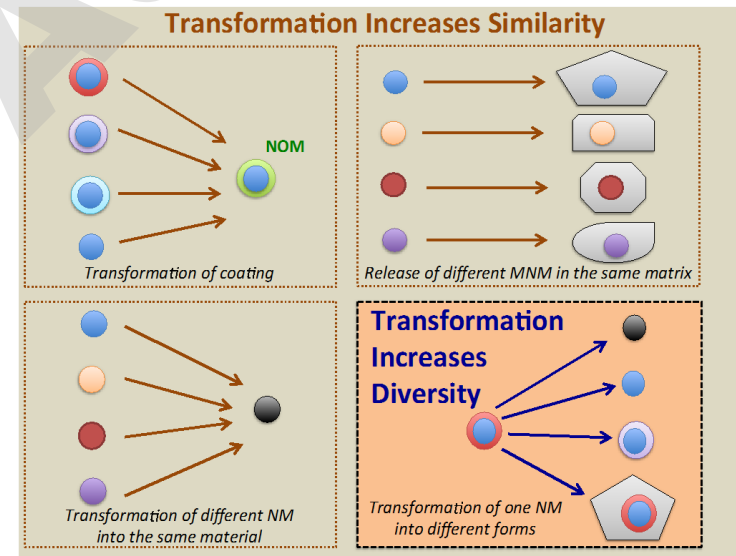 Transformation Increases Similarity
NOM
Transformation of coating
Release of different MNM in the same matrix
Transformation of different NM
into the same material
Transformation
Increases
Diversity
Transformation of one NM
into different forms